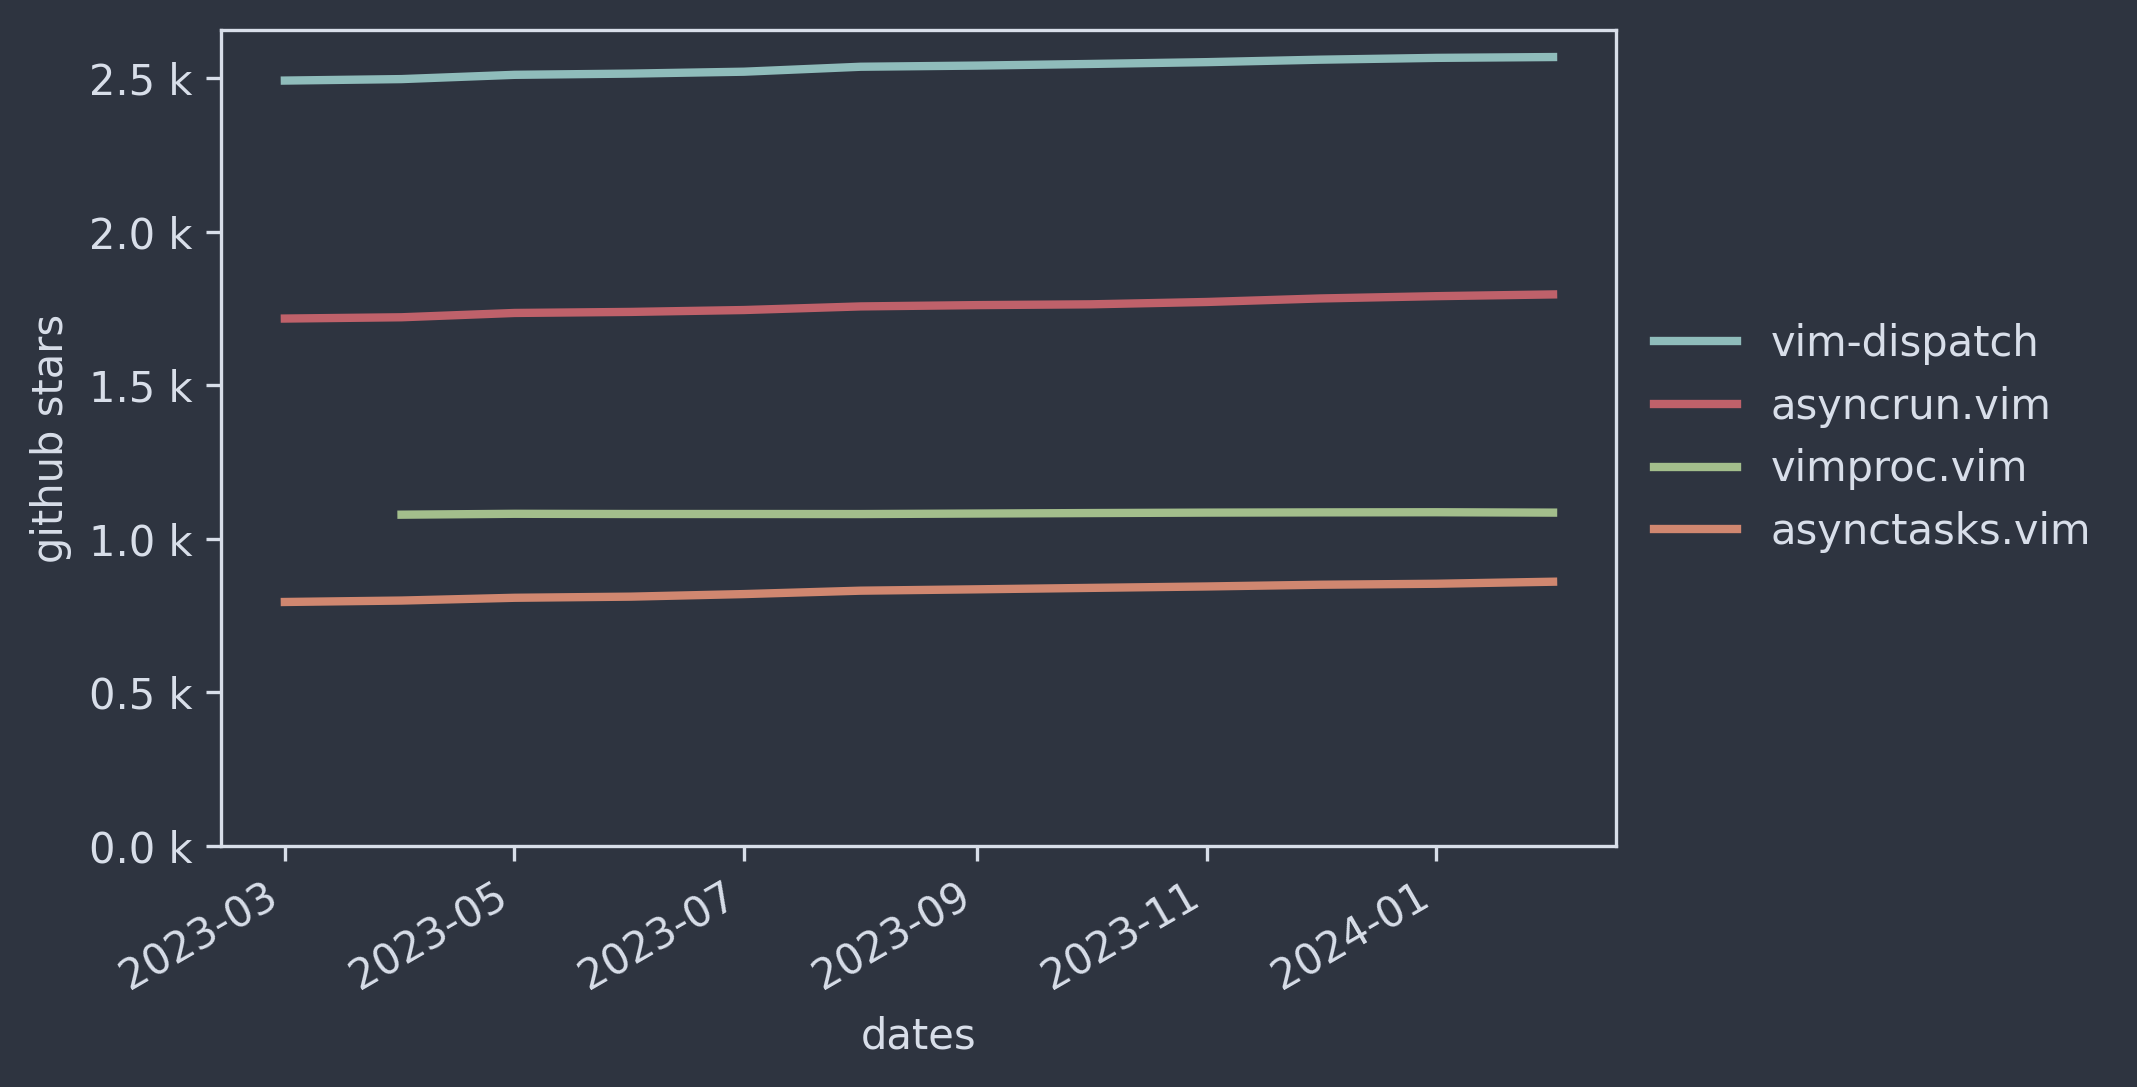 2.5 k
2.0 k
1.5 k
1.0 k
0.5 k
0.0 k
github stars
2023-03
2023-05
2023-07
2023-09
2023-11
2024-01
dates
vim-dispatch
asyncrun.vim
vimproc.vim
asynctasks.vim